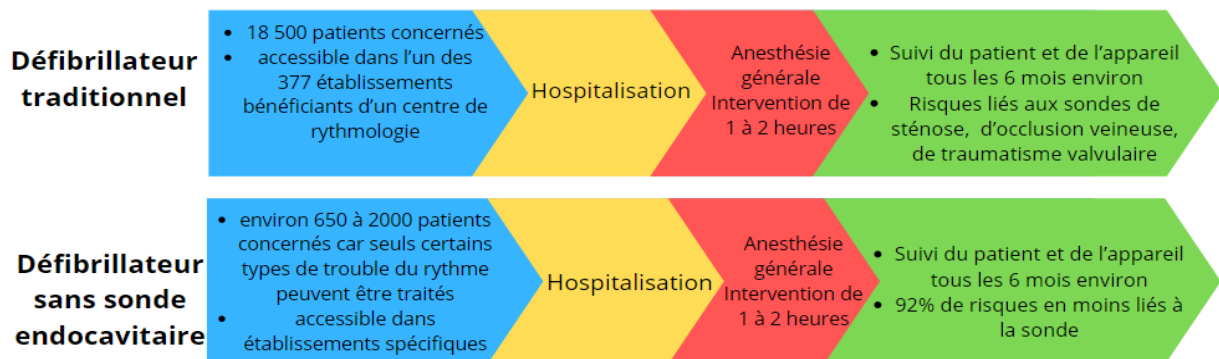 Défibrillateur
traditionnel
• 18 500 patients concernés
• accessible dans l'un des
377 établissements
bénéficiants d'un centre de
rythmologie
Hospitalisation
Anesthésie
générale
Intervention de
1 à 2 heures
• Suivi du patient et de l'appareil
tous les 6 mois environ
• Risques liés aux sondes de
sténose, d'occlusion veineuse,
de traumatisme valvulaire
Défibrillateur
sans sonde
endocavitaire
• environ 650 à 2000 patients
concernés car seuls certains
types de trouble du rythme
peuvent être traités
• accessible dans
établissements spécifiques
Hospitalisation
Anesthésie
générale
Intervention de
1 à 2 heures
• Suivi du patient et de l'appareil
tous les 6 mois environ
• 92% de risques en moins liés à
la sonde